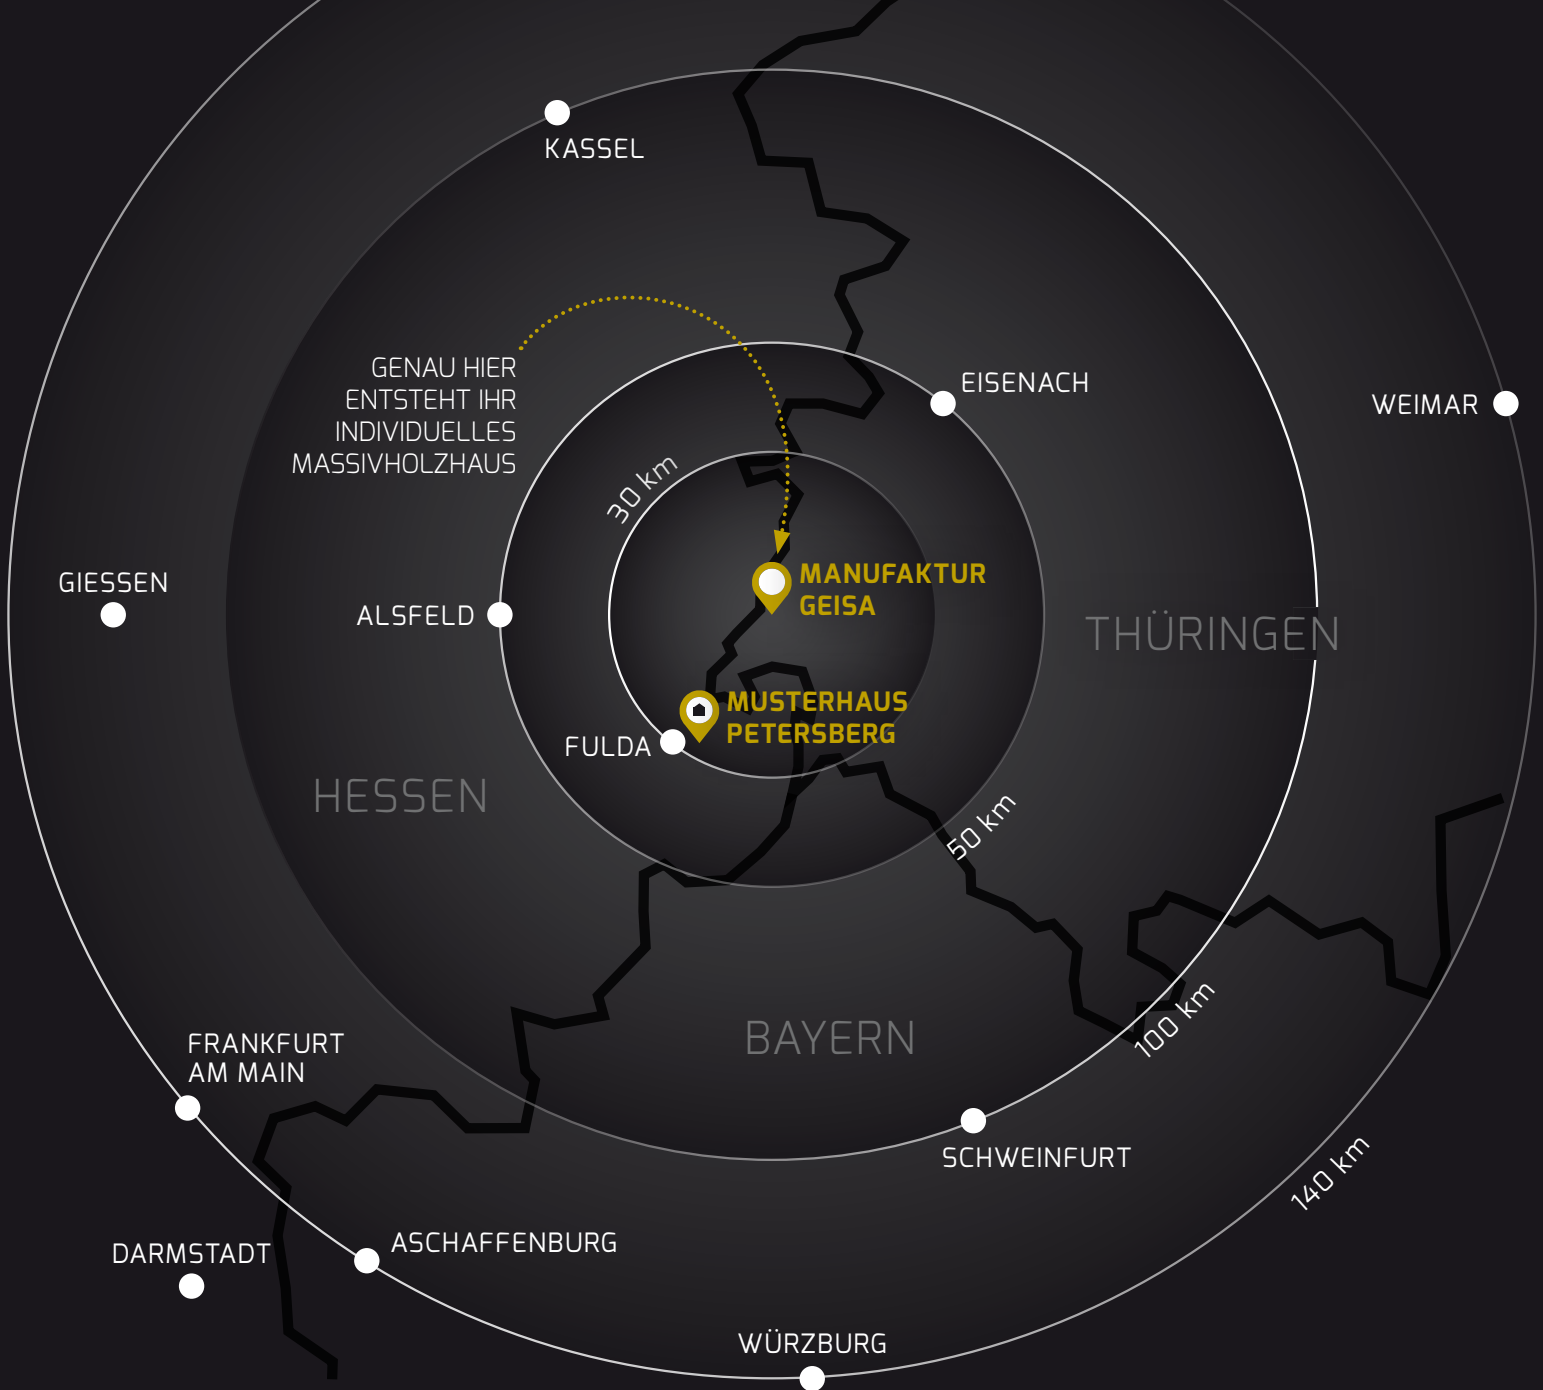 KASSEL
GENAU HIER
ENTSTEHT IHR
INDIVIDUELLES
MASSIVHOLZHAUS
EISENACH
WEIMAR
30 km
GIESSEN
ALSFELD
MANUFAKTUR
GEISA
THÜRINGEN
MUSTERHAUS
PETERSBERG
FULDA
HESSEN
50 km
BAYERN
100 km
FRANKFURT
AM MAIN
SCHWEINFURT
140 km
DARMSTADT
ASCHAFFENBURG
WÜRZBURG